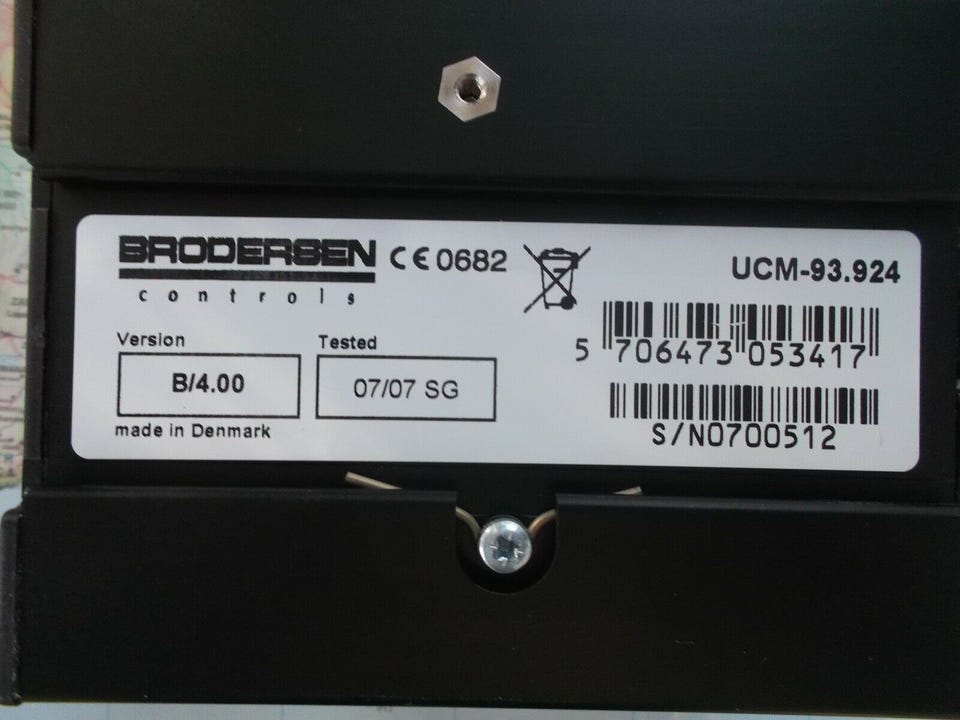 BRODERSEN
controls
CE 0682
UCM-93.924
5 706473 053417
Version
B/4.00
Tested
07/07 SG
S/N0700512
made in Denmark